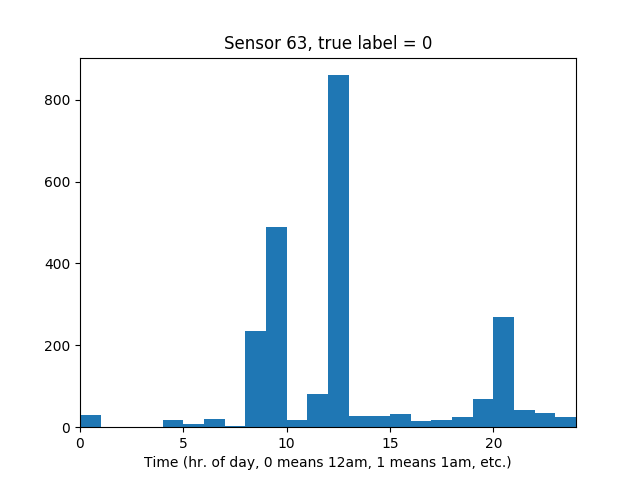 Sensor 63, true label = 0
800
600
400
200
0
0 5 10 15 20
Time (hr. of day, 0 means 12am, 1 means 1am, etc.)